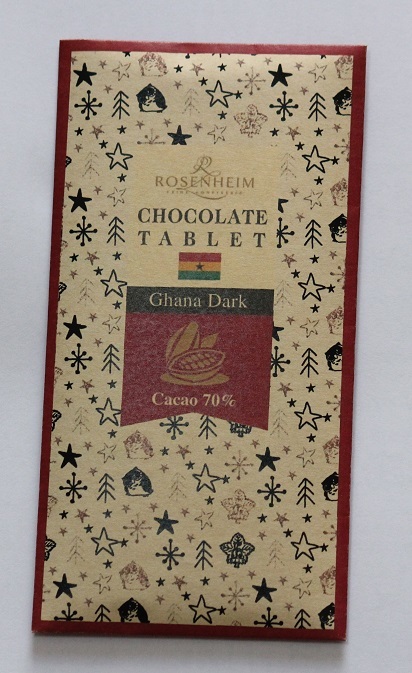 ROSENHEIM
CHOCOLATE
TABLET
Ghana Dark
Cacao 70%